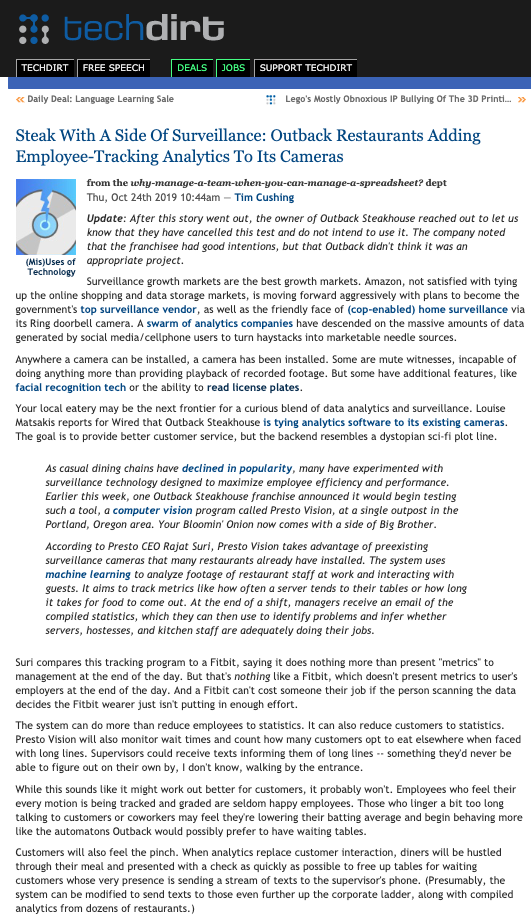 techdirt
TECHDIRT FREE SPEECH DEALS JOBS SUPPORT TECHDIRT
« Daily Deal: Language Learning Sale Lego's Mostly Obnoxious IP Bullying Of The 3D Printi... »
Steak With A Side Of Surveillance: Outback Restaurants Adding
Employee-Tracking Analytics To Its Cameras
(Mis)Uses of
Technology
from the why-manage-a-team-when-you-can-manage-a-spreadsheet? dept
Thu, Oct 24th 2019 10:44am — Tim Cushing
Update: After this story went out, the owner of Outback Steakhouse reached out to let us
know that they have cancelled this test and do not intend to use it. The company noted
that the franchisee had good intentions, but that Outback didn't think it was an
appropriate project.
Surveillance growth markets are the best growth markets. Amazon, not satisfied with tying
up the online shopping and data storage markets, is moving forward aggressively with plans to become the
government's top surveillance vendor, as well as the friendly face of (cop-enabled) home surveillance via
its Ring doorbell camera. A swarm of analytics companies have descended on the massive amounts of data
generated by social media/cellphone users to turn haystacks into marketable needle sources.
Anywhere a camera can be installed, a camera has been installed. Some are mute witnesses, incapable of
doing anything more than providing playback of recorded footage. But some have additional features, like
facial recognition tech or the ability to read license plates.
Your local eatery may be the next frontier for a curious blend of data analytics and surveillance. Louise
Matsakis reports for Wired that Outback Steakhouse is tying analytics software to its existing cameras.
The goal is to provide better customer service, but the backend resembles a dystopian sci-fi plot line.
As casual dining chains have declined in popularity, many have experimented with
surveillance technology designed to maximize employee efficiency and performance.
Earlier this week, one Outback Steakhouse franchise announced it would begin testing
such a tool, a computer vision program called Presto Vision, at a single outpost in the
Portland, Oregon area. Your Bloomin' Onion now comes with a side of Big Brother.
According to Presto CEO Rajat Suri, Presto Vision takes advantage of preexisting
surveillance cameras that many restaurants already have installed. The system uses
machine learning to analyze footage of restaurant staff at work and interacting with
guests. It aims to track metrics like how often a server tends to their tables or how long
it takes for food to come out. At the end of a shift, managers receive an email of the
compiled statistics, which they can then use to identify problems and infer whether
servers, hostesses, and kitchen staff are adequately doing their jobs.
Suri compares this tracking program to a Fitbit, saying it does nothing more than present "metrics" to
management at the end of the day. But that's nothing like a Fitbit, which doesn't present metrics to user's
employers at the end of the day. And a Fitbit can't cost someone their job if the person scanning the data
decides the Fitbit wearer just isn't putting in enough effort.
The system can do more than reduce employees to statistics. It can also reduce customers to statistics.
Presto Vision will also monitor wait times and count how many customers opt to eat elsewhere when faced
with long lines. Supervisors could receive texts informing them of long lines -- something they'd never be
able to figure out on their own by, I don't know, walking by the entrance.
While this sounds like it might work out better for customers, it probably won't. Employees who feel their
every motion is being tracked and graded are seldom happy employees. Those who linger a bit too long
talking to customers or coworkers may feel they're lowering their batting average and begin behaving more
like the automatons Outback would possibly prefer to have waiting tables.
Customers will also feel the pinch. When analytics replace customer interaction, diners will be hustled
through their meal and presented with a check as quickly as possible to free up tables for waiting
customers whose very presence is sending a stream of texts to the supervisor's phone. (Presumably, the
system can be modified to send texts to those even further up the corporate ladder, along with compiled
analytics from dozens of restaurants.)